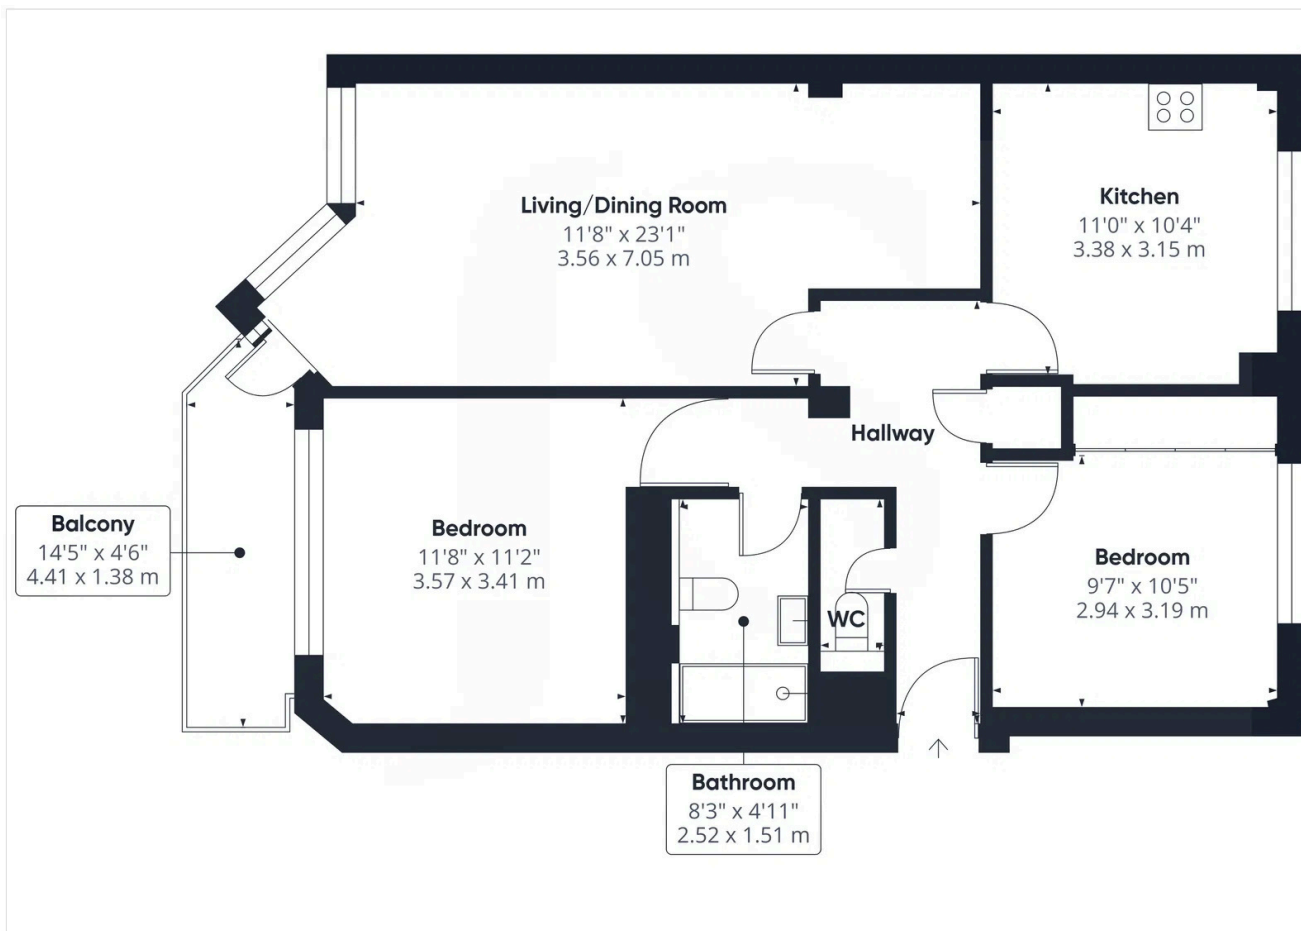 Living/Dining Room
11'8" x 23'1"
3.56 x 7.05 m
Kitchen
11'0" x 10'4"
3.38 x 3.15 m
Hallway
Balcony
14'5" x 4'6"
4.41 x 1.38 m
Bedroom
11'8" x 11'2"
3.57 x 3.41 m
WC
Bedroom
9'7" x 10'5"
2.94 x 3.19 m
Bathroom
8'3" x 4'11"
2.52 x 1.51 m